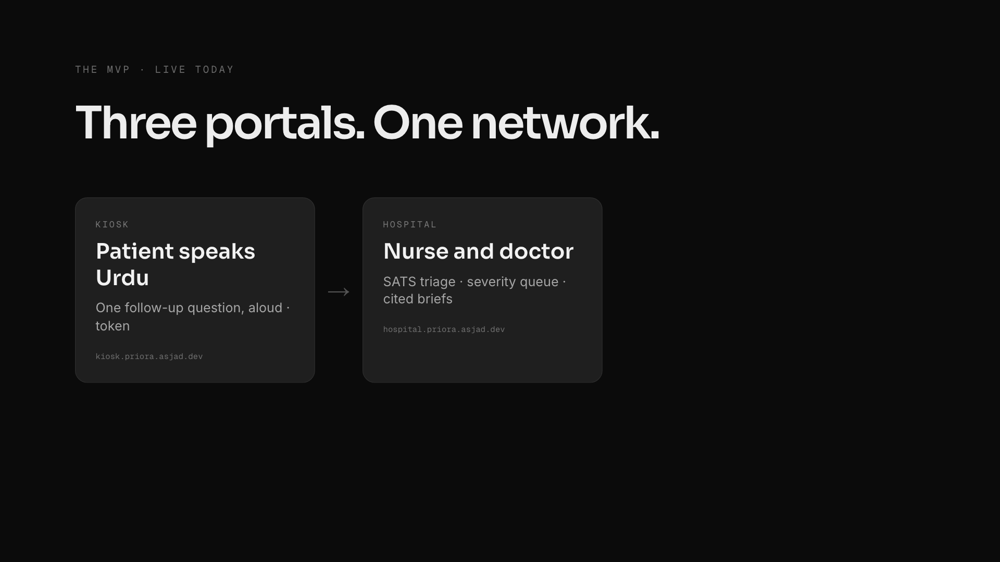 THE MVP · LIVE TODAY
Three portals. One network.
KIOSK
Patient speaks
Urdu
One follow-up question, aloud ·
token
kiosk.priora.asjad.dev
→
HOSPITAL
Nurse and doctor
SATS triage · severity queue ·
cited briefs
hospital.priora.asjad.dev